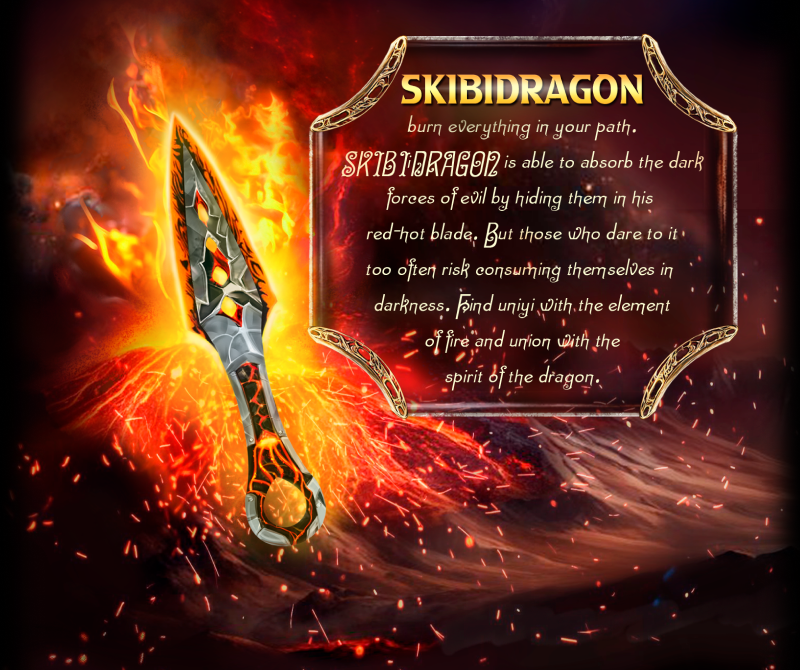 SKIBIDRAGON
burn everything in your path.
SKIBIDRAGON is able to absorb the dark
forces of evil by hiding them in his
red-hot blade. But those who dare to it
too often risk consuming themselves in
darkness. Find uniyi with the element
of fire and union with the
spirit of the dragon.